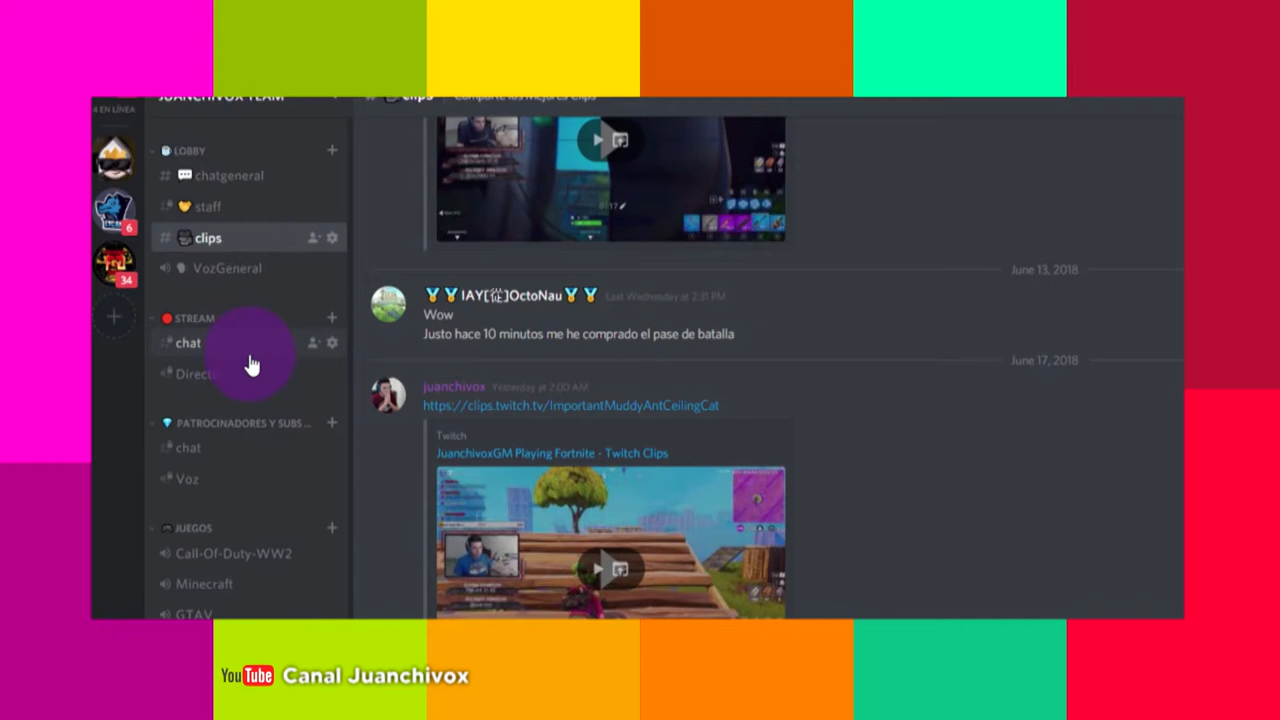 4 EN LÍNEA
JUANCHIVOX TEAM
clips
Comparte los Mejores Clips
LOBBY
chatgeneral
staff
clips
VozGeneral
6
34
STREAM
chat
Direct
PATROCINADORES Y SUBS ...
chat
Voz
JUEGOS
Call-Of-Duty-WW2
Minecraft
GTAV
June 13, 2018
IAY[従]OctoNau
Last Wednesday at 2:31 PM
Wow
Justo hace 10 minutos me he comprado el pase de batalla
June 17, 2018
juanchivox Yesterday at 2:00 AM
https://clips.twitch.tv/ImportantMuddyAntCeilingCat
Twitch
JuanchivoxGM Playing Fortnite - Twitch Clips
YouTube Canal Juanchivox